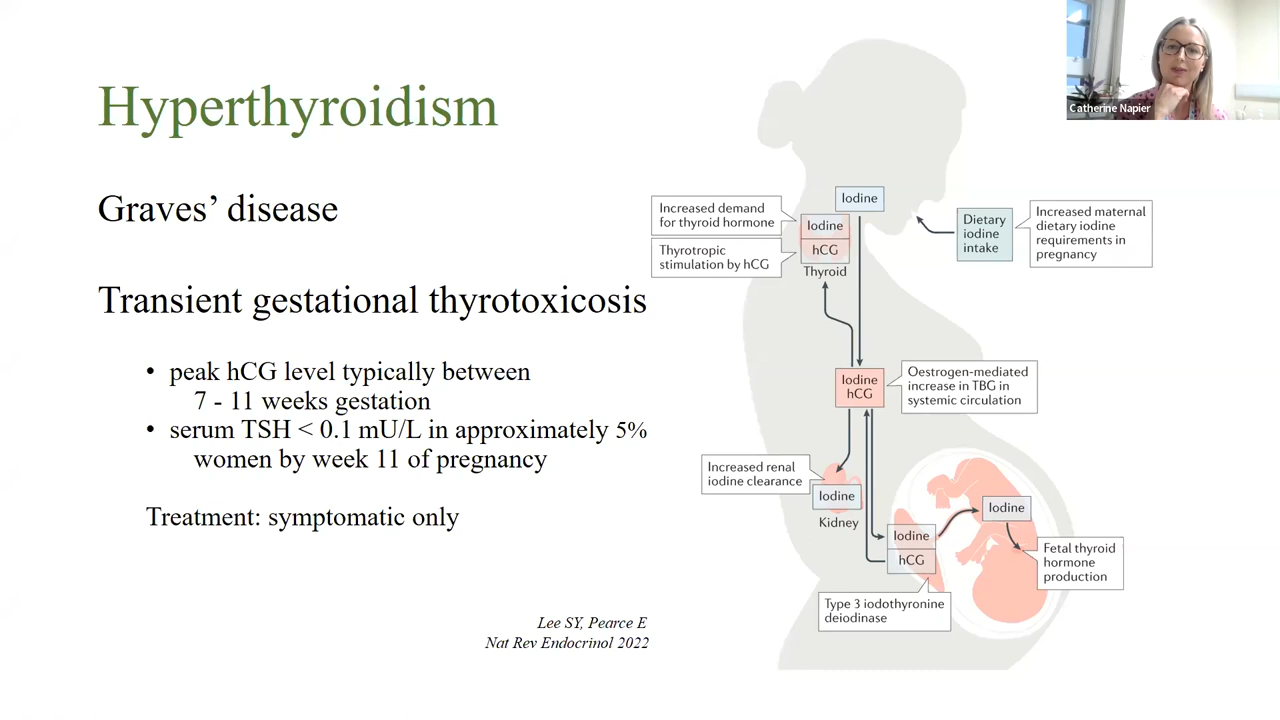 Hyperthyroidism
Graves’ disease
Transient gestational thyrotoxicosis
• peak hCG level typically between
7 - 11 weeks gestation
• serum TSH < 0.1 mU/L in approximately 5%
women by week 11 of pregnancy
Treatment: symptomatic only
Lee SY, Pearce E
Nat Rev Endocrinol 2022
Catherine Napier
Increased demand
for thyroid hormone
Thyrotropic
stimulation by hCG
Iodine
Iodine
hCG
Thyroid
Dietary
iodine
intake
Increased maternal
dietary iodine
requirements in
pregnancy
Iodine
hCG
Oestrogen-mediated
increase in TBG in
systemic circulation
Increased renal
iodine clearance
Iodine
Kidney
Iodine
hCG
Iodine
Fetal thyroid
hormone
production
Type 3 iodothyronine
deiodinase